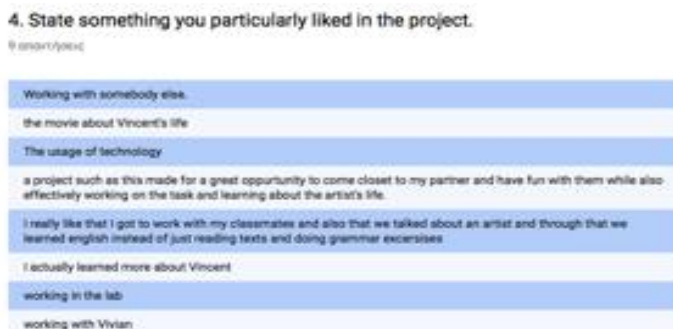 4. State something you particularly liked in the project.
9 απαντήσεις
Working with somebody else.
the movie about Vincent's life
The usage of technology
a project such as this made for a great oppurtunity to come closet to my partner and have fun with them while also
effectively working on the task and learning about the artist's life.
I really like that I got to work with my classmates and also that we talked about an artist and through that we
learned english instead of just reading texts and doing grammar excersises
I actually learned more about Vincent
working in the lab
working with Vivian